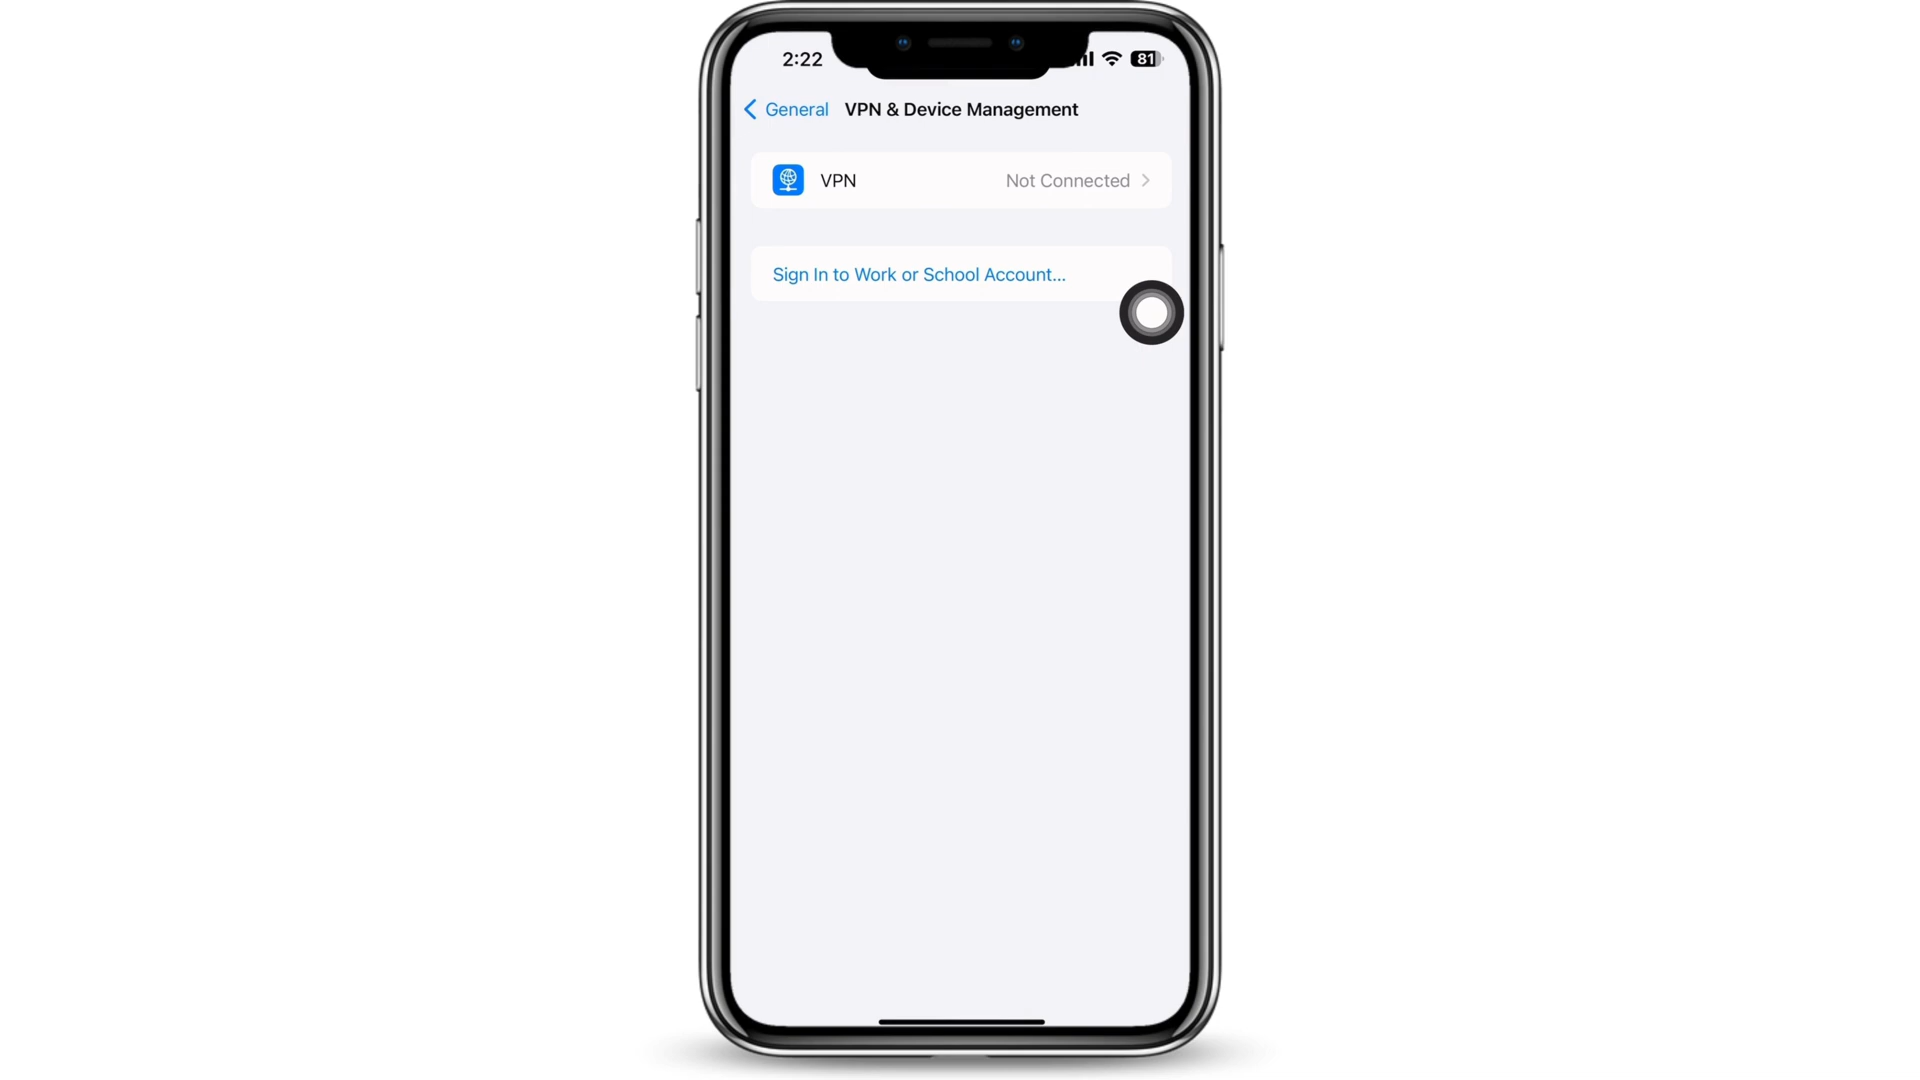 2:22
81
General
VPN & Device Management
VPN
Not Connected
Sign In to Work or School Account...